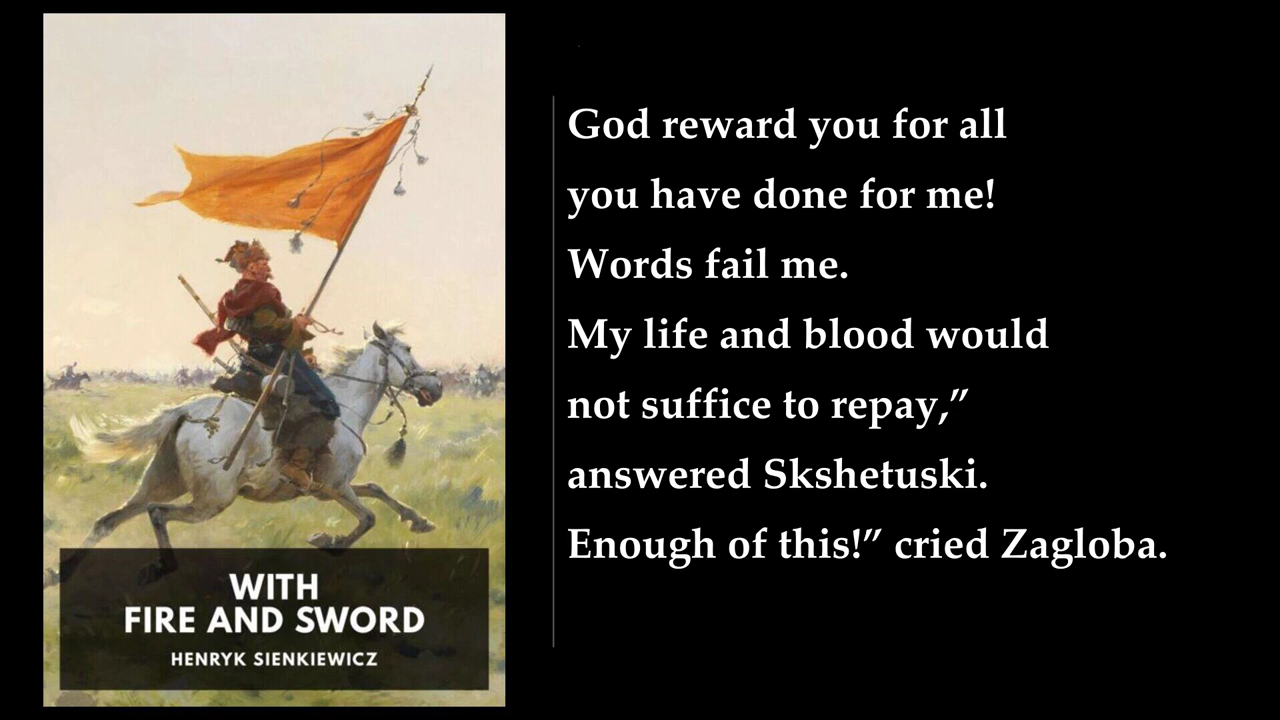 God reward you for all
you have done for me!
Words fail me.
My life and blood would
not suffice to repay,”
answered Skshetuski.
Enough of this!” cried Zagloba.
WITH
FIRE AND SWORD
HENRYK SIENKIEWICZ